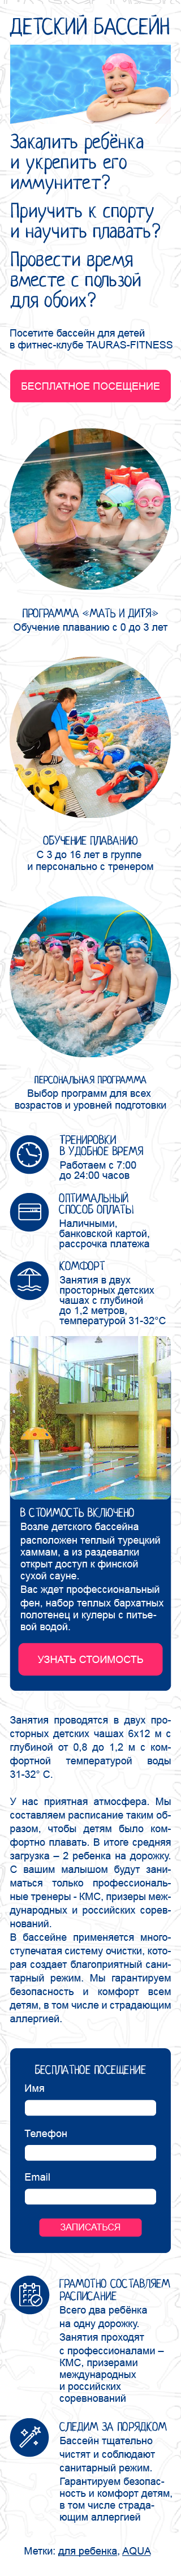 ДЕТСКИЙ БАССЕЙН
Закалить ребёнка
и укрепить его
иммунитет?
Приучить к спорту
и научить плавать?
Провести время
вместе с пользой
для обоих?
Посетите бассейн для детей
в фитнес-клубе TAURAS-FITNESS
БЕСПЛАТНОЕ ПОСЕЩЕНИЕ
ПРОГРАММА «МАТЬ И ДИТЯ»
Обучение плаванию с 0 до 3 лет
ОБУЧЕНИЕ ПЛАВАНИЮ
С 3 до 16 лет в группе
и персонально с тренером
ПЕРСОНАЛЬНАЯ ПРОГРАММА
Выбор программ для всех
возрастов и уровней подготовки
ТРЕНИРОВКИ
В УДОБНОЕ ВРЕМЯ
Работаем с 7:00
до 24:00 часов
ОПТИМАЛЬНЫЙ
СПОСОБ ОПЛАТЫ
Наличными,
банковской картой,
рассрочка платежа
КОМФОРТ
Занятия в двух
просторных детских
чашах с глубиной
до 1,2 метров,
температурой 31-32°С
В СТОИМОСТЬ ВКЛЮЧЕНО
Возле детского бассейна
расположен теплый турецкий
хаммам, а из раздевалки
открыт доступ к финской
сухой сауне.
Вас ждет профессиональный
фен, набор теплых бархатных
полотенец и кулеры с питье-
вой водой.
УЗНАТЬ СТОИМОСТЬ
Занятия проводятся в двух про-
сторных детских чашах 6х12 м с
глубиной от 0,8 до 1,2 м с ком-
фортной температурой воды
31-32° С.
У нас приятная атмосфера. Мы
составляем расписание таким об-
разом, чтобы детям было ком-
фортно плавать. В итоге средняя
загрузка – 2 ребенка на дорожку.
С вашим малышом будут зани-
маться только профессиональ-
ные тренеры - КМС, призеры меж-
дународных и российских сорев-
нований.
В бассейне применяется много-
ступечатая систему очистки, кото-
рая создает благоприятный сани-
тарный режим. Мы гарантируем
безопасность и комфорт всем
детям, в том числе и страдающим
аллергией.
БЕСПЛАТНОЕ ПОСЕЩЕНИЕ
Имя
Телефон
Email
ЗАПИСАТЬСЯ
ГРАМОТНО СОСТАВЛЯЕМ
РАСПИСАНИЕ
Всего два ребёнка
на одну дорожку.
Занятия проходят
с профессионалами –
КМС, призерами
международных
и российских
соревнований
СЛЕДИМ ЗА ПОРЯДКОМ
Бассейн тщательно
чистят и соблюдают
санитарный режим.
Гарантируем безопас-
ность и комфорт детям,
в том числе страда-
ющим аллергией
Метки: для ребенка, AQUA